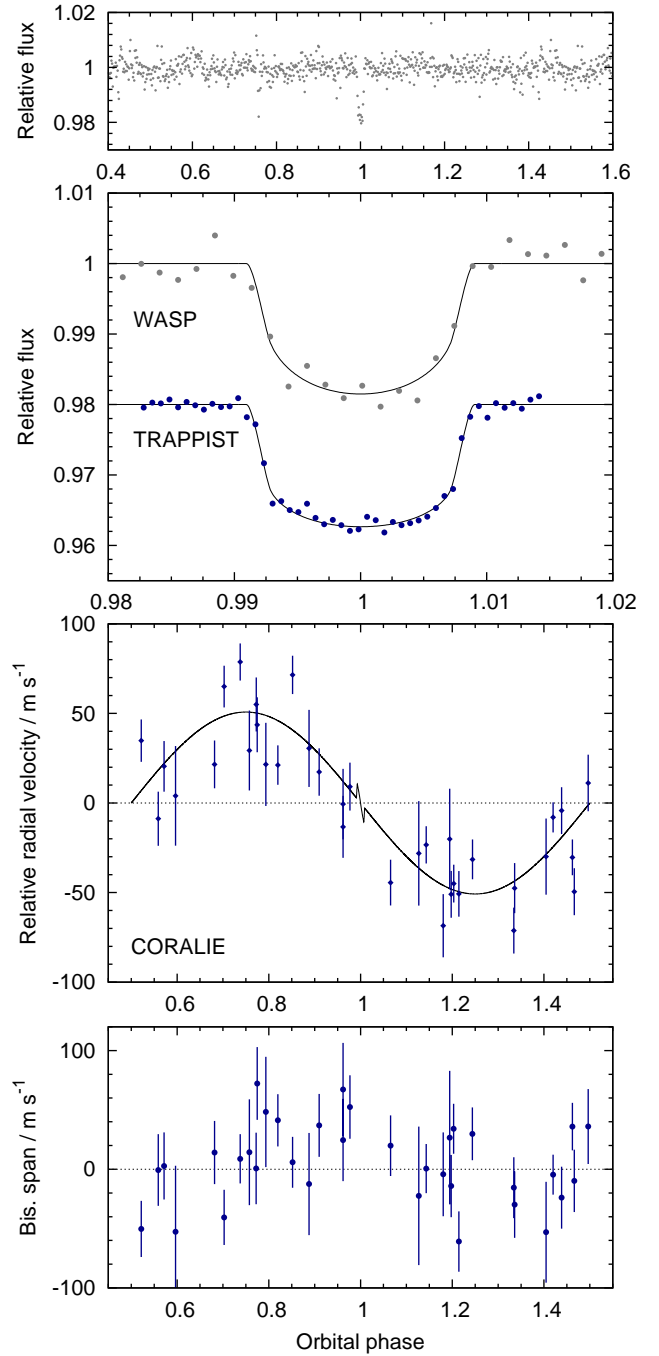 1.02
1
0.98
Relative flux
0.4 0.6 0.8 1 1.2 1.4 1.6
1.01
1
0.99
0.98
0.97
0.96
Relative flux
Relative flux
WASP
TRAPPIST
0.98 0.99 1 1.01 1.02
100
50
0
-50
-100
Relative radial velocity / m s⁻¹
CORALIE
0.6 0.8 1 1.2 1.4
100
0
-100
Bis. span / m s⁻¹
0.6 0.8 1 1.2 1.4
Orbital phase